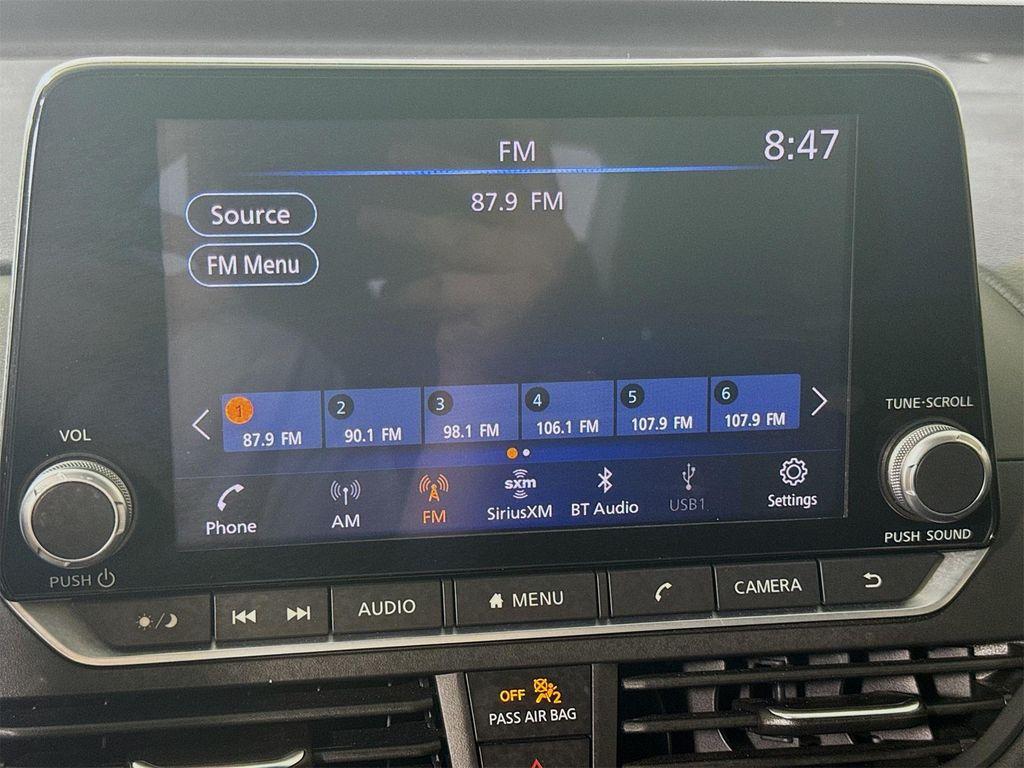 FM
8:47
87.9 FM
Source
FM Menu
1
87.9 FM
2
90.1 FM
3
98.1 FM
4
106.1 FM
5
107.9 FM
6
107.9 FM
Phone
AM
FM
sxm
SiriusXM
BT Audio
USB1
Settings
VOL
PUSH
TUNE·SCROLL
PUSH SOUND
AUDIO
MENU
CAMERA
OFF 2
PASS AIR BAG